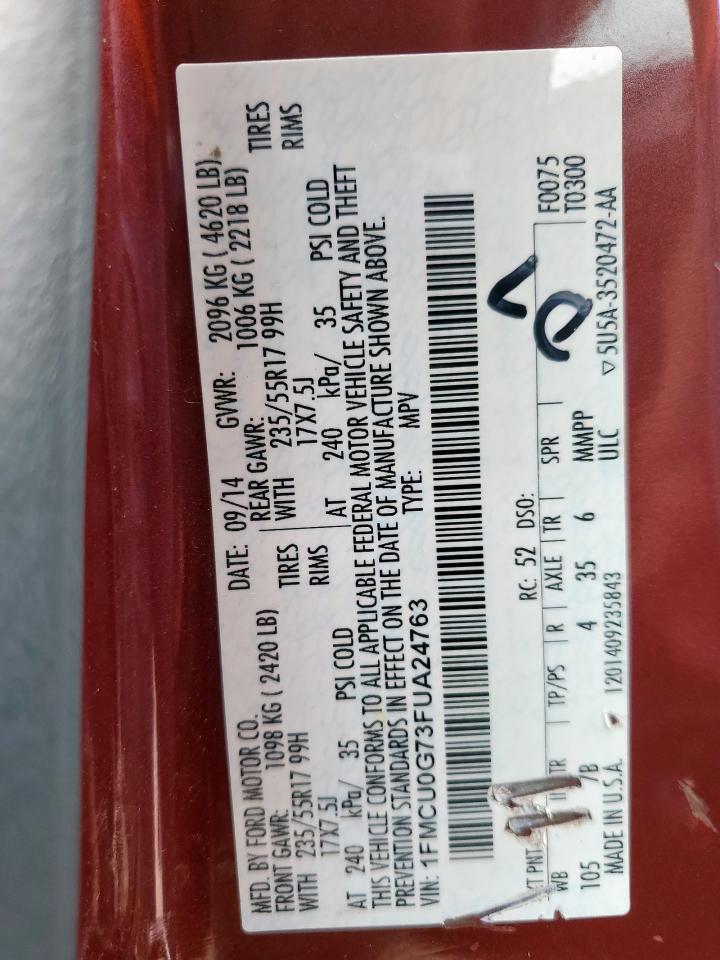 MFD. BY FORD MOTOR CO.
DATE: 09/14 GVWR: 2096 KG ( 4620 LB)
FRONT GAWR: 1098 KG ( 2420 LB) REAR GAWR: 1006 KG ( 2218 LB)
WITH 235/55R17 99H TIRES WITH 235/55R17 99H TIRES
17X7.5J RIMS 17X7.5J RIMS
AT 240 kPa/ 35 PSI COLD AT 240 kPa/ 35 PSI COLD
THIS VEHICLE CONFORMS TO ALL APPLICABLE FEDERAL MOTOR VEHICLE SAFETY AND THEFT
PREVENTION STANDARDS IN EFFECT ON THE DATE OF MANUFACTURE SHOWN ABOVE.
VIN: 1FMCU0G73FUA24763 TYPE: MPV
RC: 52 DSO:
PNT F0075
T0300
WB TR TP/PS R AXLE TR SPR
105 /B 4 35 6 MMPP
MADE IN U.S.A. 1201409235843 ULC ▽5U5A-3520472-AA